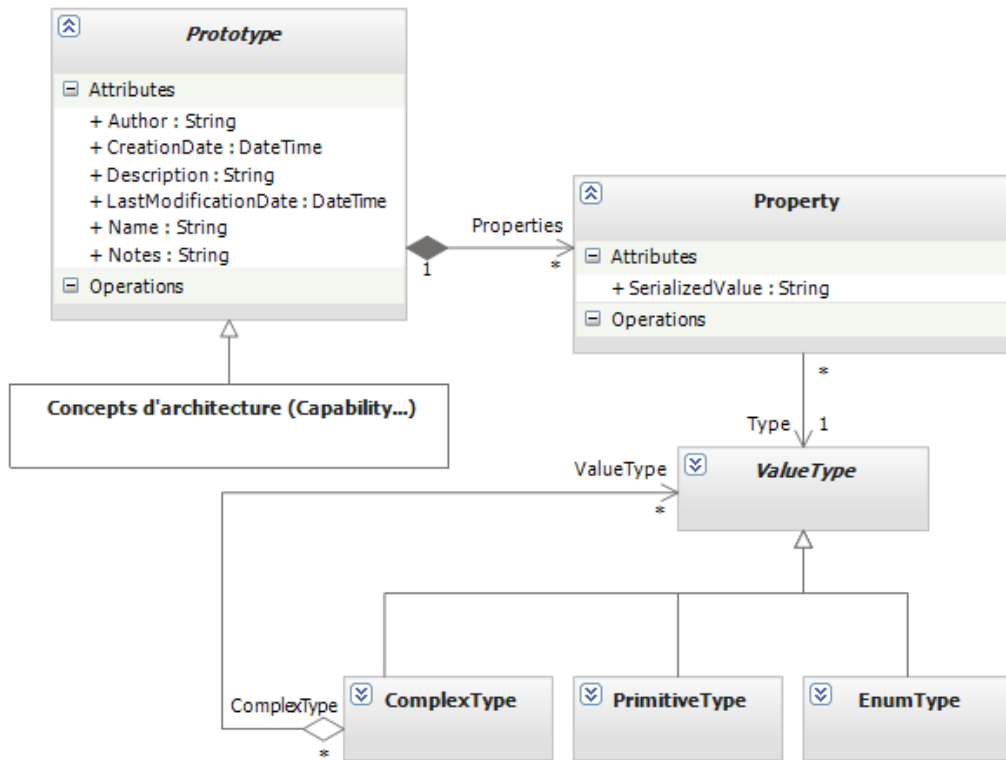 Prototype
Attributes
+ Author : String
+ CreationDate : DateTime
+ Description : String
+ LastModificationDate : DateTime
+ Name : String
+ Notes : String
Operations
Properties
1
*
Property
Attributes
+ SerializedValue : String
Operations
Concepts d'architecture (Capability...)
*
Type
1
ValueType
*
ValueType
ComplexType
*
ComplexType
PrimitiveType
EnumType